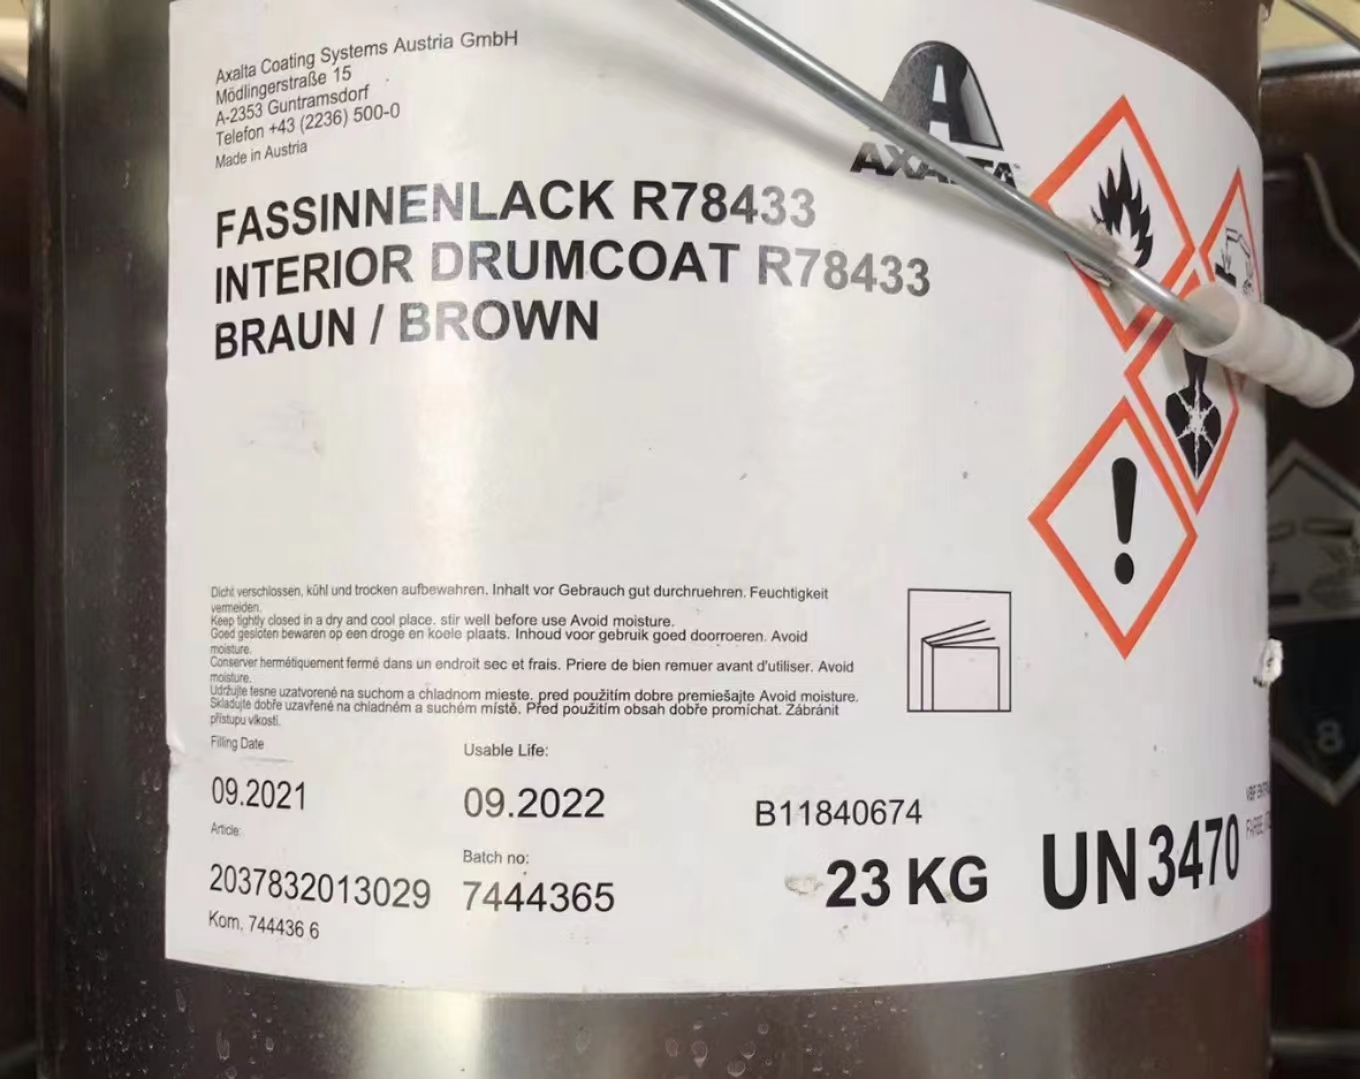 Axalta Coating Systems Austria GmbH
Mödlingerstraße 15
A-2353 Guntramsdorf
Telefon +43 (2236) 500-0
Made in Austria
AXALTA
FASSINNENLACK R78433
INTERIOR DRUMCOAT R78433
BRAUN / BROWN
Dicht verschlossen, kühl und trocken aufbewahren. Inhalt vor Gebrauch gut durchruehren. Feuchtigkeit
vermeiden.
Keep tightly closed in a dry and cool place. stir well before use Avoid moisture.
Goed gesloten bewaren op een droge en koele plaats. Inhoud voor gebruik goed doorroeren. Avoid
moisture.
Conserver hermétiquement fermé dans un endroit sec et frais. Priere de bien remuer avant d'utiliser. Avoid
moisture.
Udržujte tesne uzatvorené na suchom a chladnom mieste. pred použitím dobre premiešajte Avoid moisture.
Skladujte dobře uzavřené na chladném a suchém místě. Před použitím obsah dobře promíchat. Zábránit
přístupu vlkosti.
Filling Date
Usable Life:
09.2021
09.2022
B11840674
Article:
Batch no:
2037832013029
7444365
23 KG
UN 3470
Kom. 744436 6
8